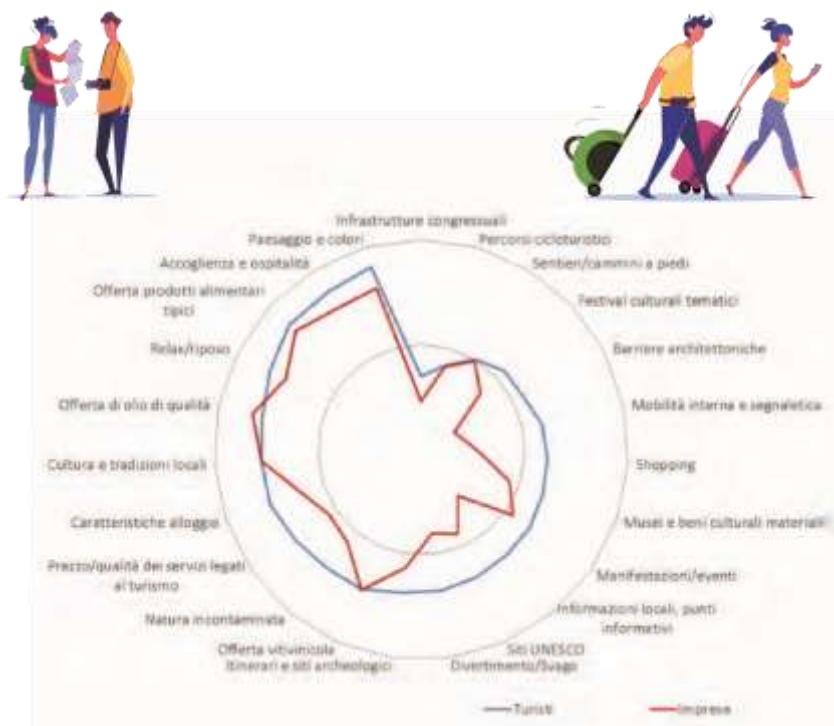 Infrastrutture congressuali
Paesaggio e colori
Percorsi cicloturistici
Accoglienza e ospitalità
Sentieri/cammini a piedi
Offerta prodotti alimentari
tipici
Festival culturali tematici
Relax/riposo
Barriere architettoniche
Offerta di olio di qualità
Mobilità interna e segnaletica
Cultura e tradizioni locali
Shopping
Caratteristiche alloggio
Musei e beni culturali materiali
Prezzo/qualità dei servizi legati
al turismo
Manifestazioni/eventi
Natura incontaminata
Informazioni locali, punti
informativi
Offerta vitivinicola
Siti UNESCO
Itinerari e siti archeologici
Divertimento/Svago
Turisti
Imprese